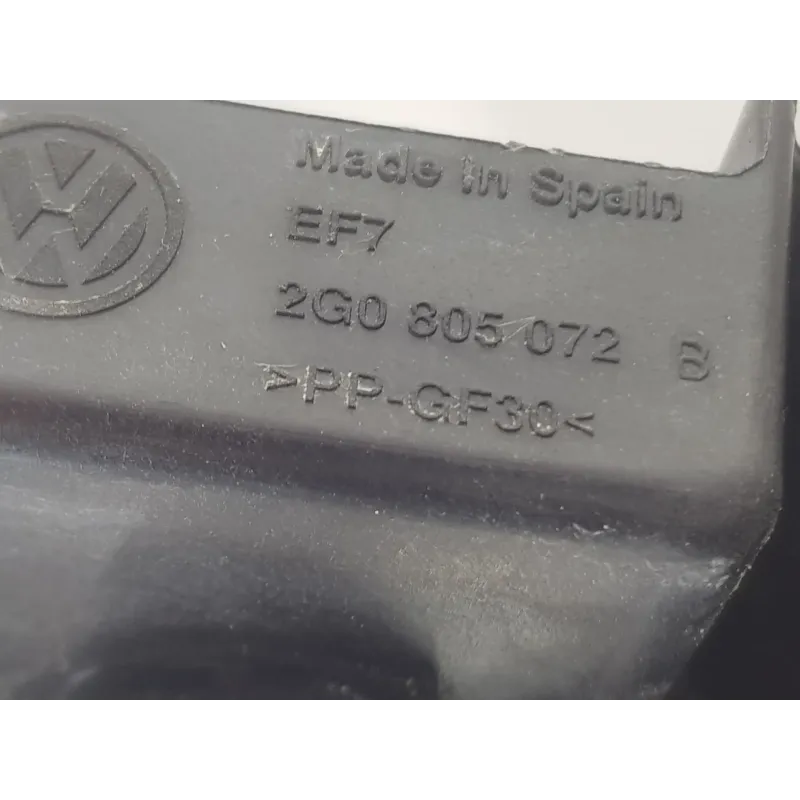 Made in Spain
EF7
2G0 805 072 B
>PP-GF30<